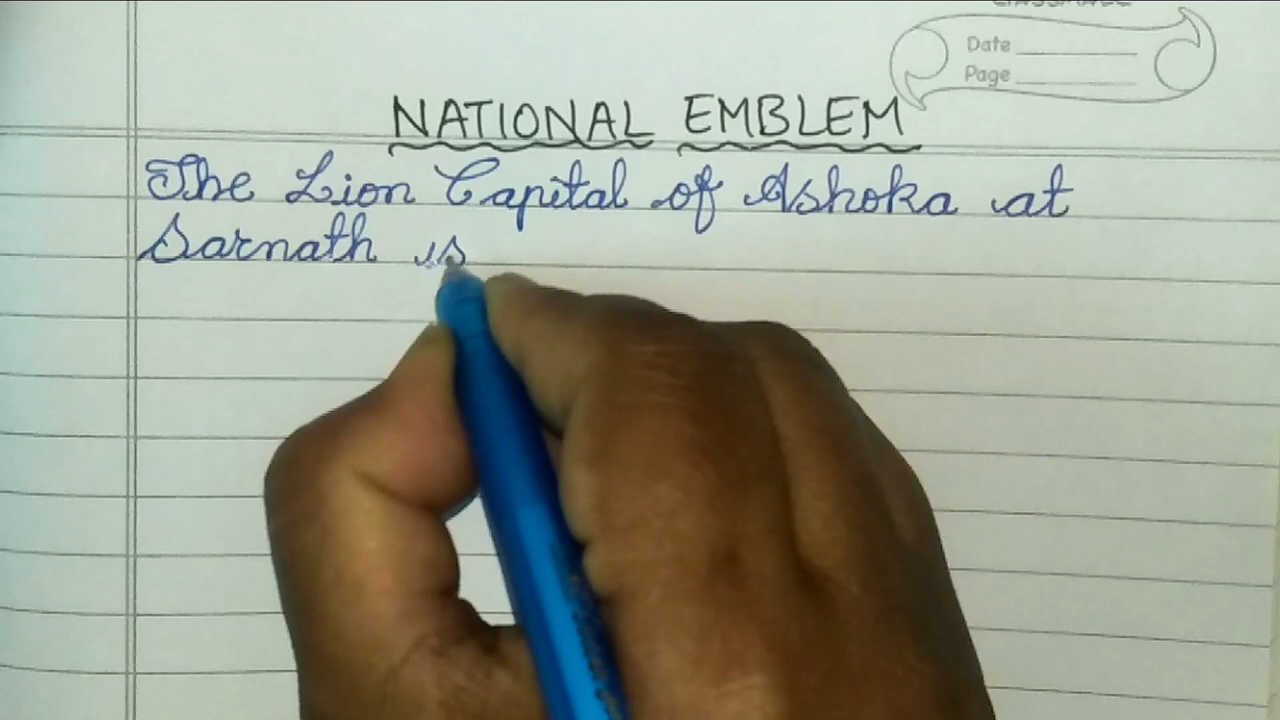 Date
Page
NATIONAL EMBLEM
The Lion Capital of Ashoka at
Sarnath is